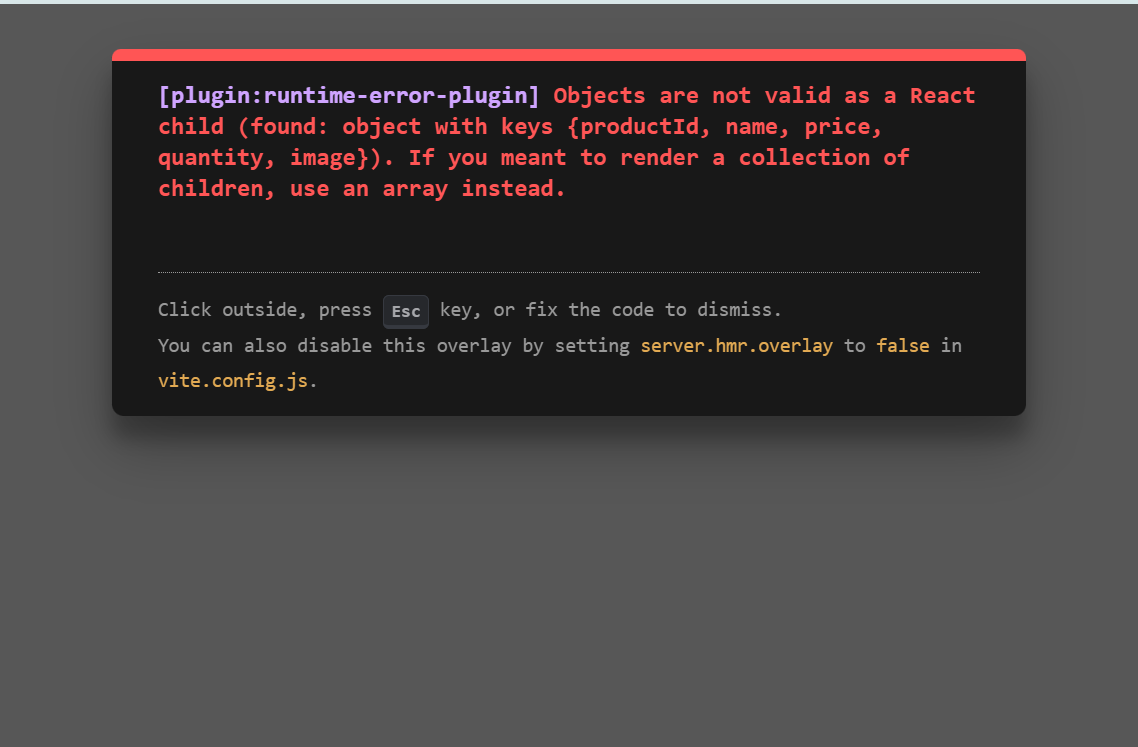 [plugin:runtime-error-plugin] Objects are not valid as a React
child (found: object with keys {productId, name, price,
quantity, image}). If you meant to render a collection of
children, use an array instead.
Click outside, press Esc key, or fix the code to dismiss.
You can also disable this overlay by setting server.hmr.overlay to false in
vite.config.js.